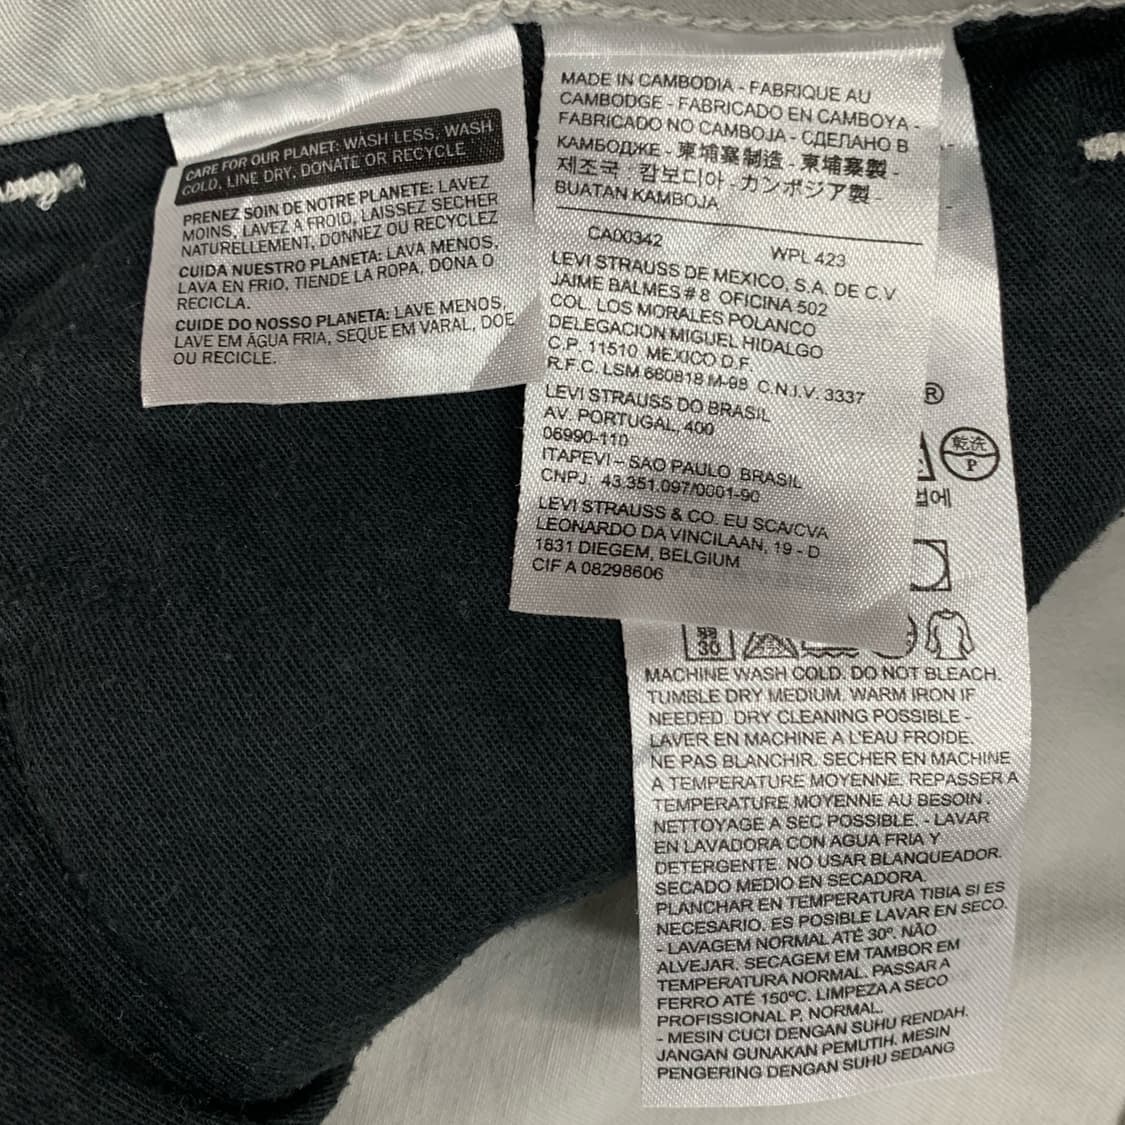 CARE FOR OUR PLANET: WASH LESS, WASH
COLD, LINE DRY, DONATE OR RECYCLE
PRENEZ SOIN DE NOTRE PLANETE: LAVEZ
MOINS, LAVEZ A FROID, LAISSEZ SECHER
NATURELLEMENT, DONNEZ OU RECYCLEZ
CUIDA NUESTRO PLANETA: LAVA MENOS,
LAVA EN FRIO, TIENDE LA ROPA, DONA O
RECICLA.
CUIDE DO NOSSO PLANETA: LAVE MENOS,
LAVE EM ÁGUA FRIA, SEQUE EM VARAL, DOE
OU RECICLE.
MADE IN CAMBODIA - FABRIQUE AU
CAMBODGE - FABRICADO EN CAMBOYA -
FABRICADO NO CAMBOJA - СДЕЛАНО В
КАМБОДЖЕ - 柬埔寨制造 - 柬埔寨製 -
제조국 : 캄보디아 - カンボジア製 -
BUATAN KAMBOJA
CA00342 WPL 423
LEVI STRAUSS DE MEXICO, S.A. DE C.V
JAIME BALMES # 8 OFICINA 502
COL. LOS MORALES POLANCO
DELEGACION MIGUEL HIDALGO
C.P. 11510 MEXICO D.F.
R.F.C. LSM 660818 M-98 C.N.I.V. 3337
LEVI STRAUSS DO BRASIL
AV. PORTUGAL, 400
06990-110
ITAPEVI - SAO PAULO BRASIL
CNPJ: 43.351.097/0001-90
LEVI STRAUSS & CO. EU SCA/CVA
LEONARDO DA VINCILAAN, 19 - D
1831 DIEGEM, BELGIUM
CIF A 08298606
®
乾洗
P
법에
30
MACHINE WASH COLD. DO NOT BLEACH.
TUMBLE DRY MEDIUM. WARM IRON IF
NEEDED. DRY CLEANING POSSIBLE -
LAVER EN MACHINE A L'EAU FROIDE.
NE PAS BLANCHIR. SECHER EN MACHINE
A TEMPERATURE MOYENNE. REPASSER A
TEMPERATURE MOYENNE AU BESOIN.
NETTOYAGE A SEC POSSIBLE. - LAVAR
EN LAVADORA CON AGUA FRIA Y
DETERGENTE. NO USAR BLANQUEADOR.
SECADO MEDIO EN SECADORA.
PLANCHAR EN TEMPERATURA TIBIA SI ES
NECESARIO. ES POSIBLE LAVAR EN SECO.
- LAVAGEM NORMAL ATÉ 30º. NÃO
ALVEJAR. SECAGEM EM TAMBOR EM
TEMPERATURA NORMAL. PASSAR A
FERRO ATÉ 150ºC. LIMPEZA A SECO
PROFISSIONAL P, NORMAL.
- MESIN CUCI DENGAN SUHU RENDAH.
JANGAN GUNAKAN PEMUTIH. MESIN
PENGERING DENGAN SUHU SEDANG